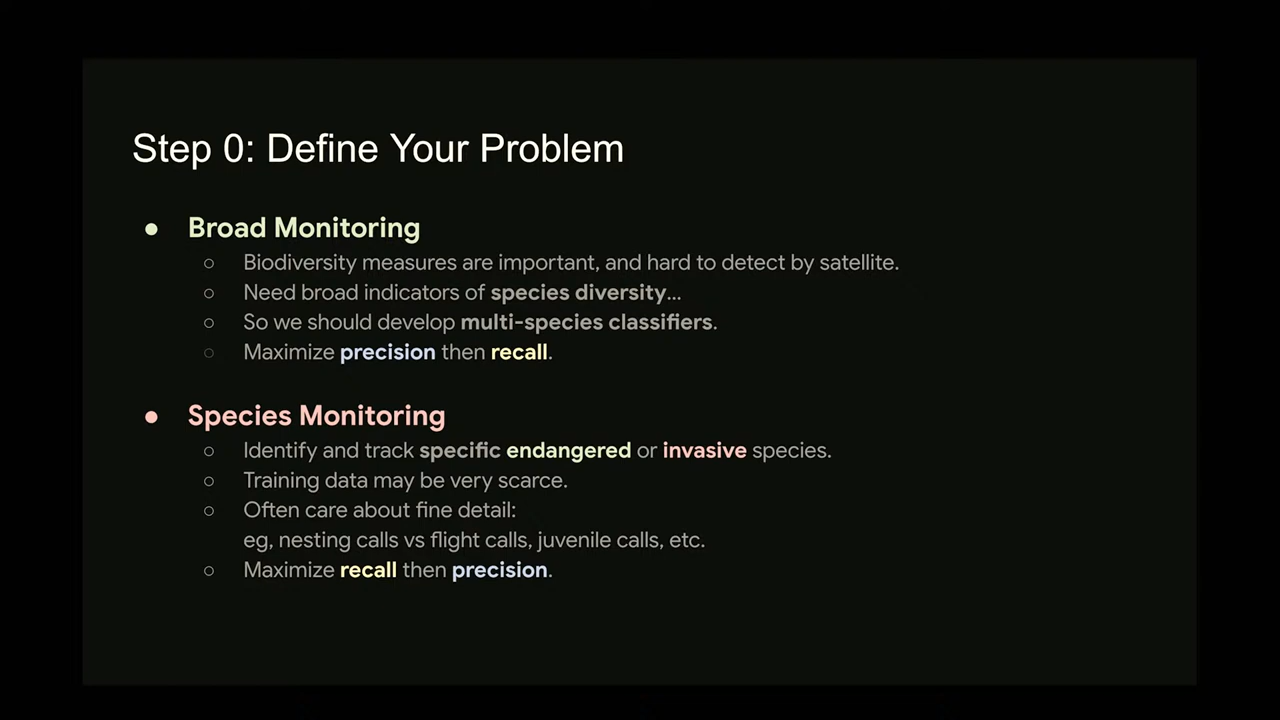 Step 0: Define Your Problem
● Broad Monitoring
○ Biodiversity measures are important, and hard to detect by satellite.
○ Need broad indicators of species diversity...
○ So we should develop multi-species classifiers.
○ Maximize precision then recall.
● Species Monitoring
○ Identify and track specific endangered or invasive species.
○ Training data may be very scarce.
○ Often care about fine detail:
eg, nesting calls vs flight calls, juvenile calls, etc.
○ Maximize recall then precision.